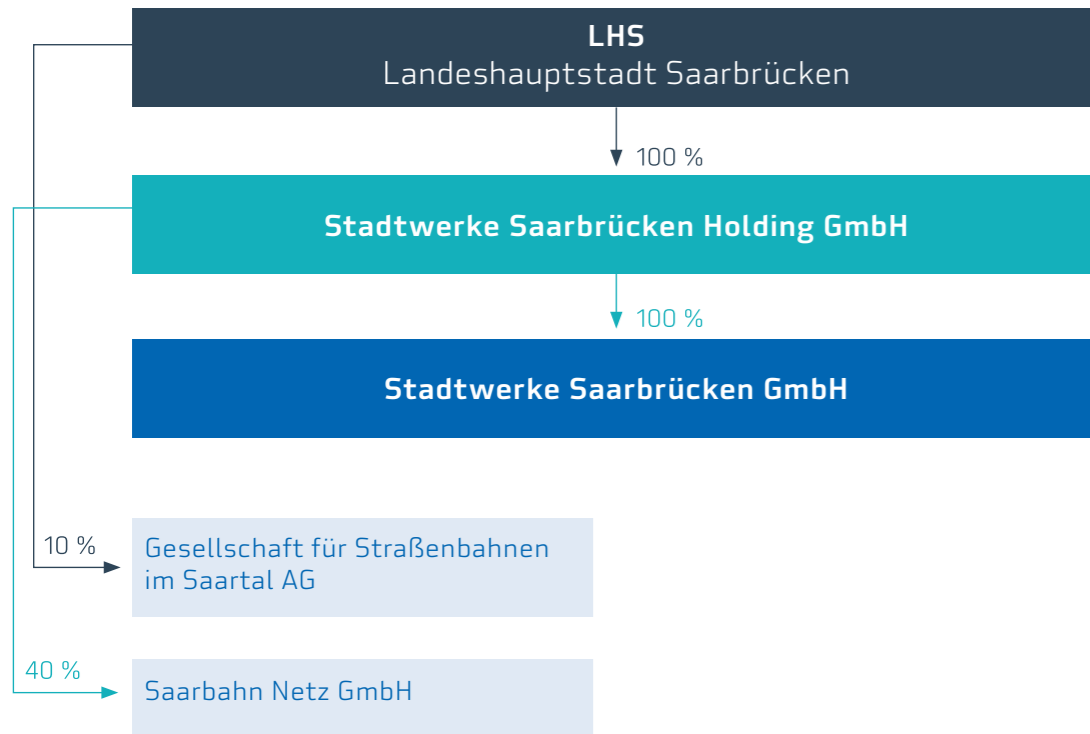 LHS
Landeshauptstadt Saarbrücken
100 %
Stadtwerke Saarbrücken Holding GmbH
100 %
Stadtwerke Saarbrücken GmbH
10 %
Gesellschaft für Straßenbahnen
im Saartal AG
40 %
Saarbahn Netz GmbH